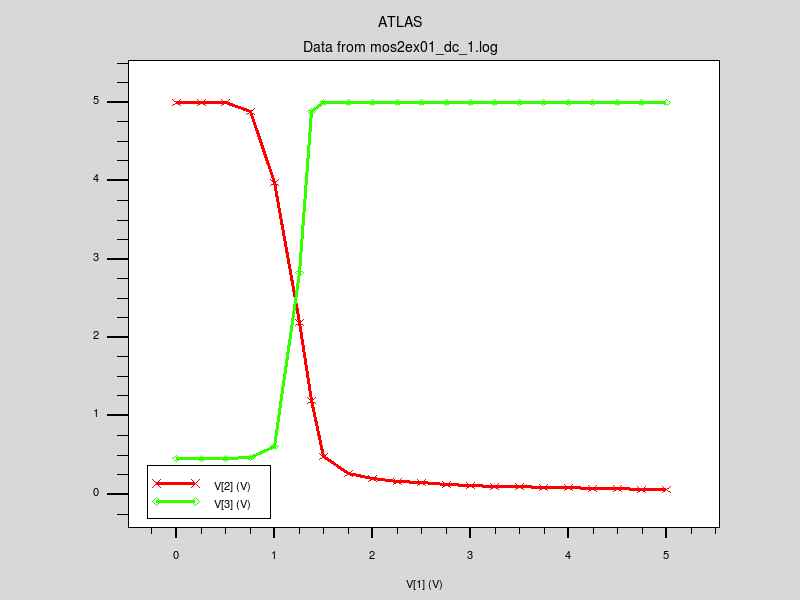 ATLAS
Data from mos2ex01_dc_1.log
5
4
3
2
1
0
V[2] (V)
V[3] (V)
0 1 2 3 4 5
V[1] (V)